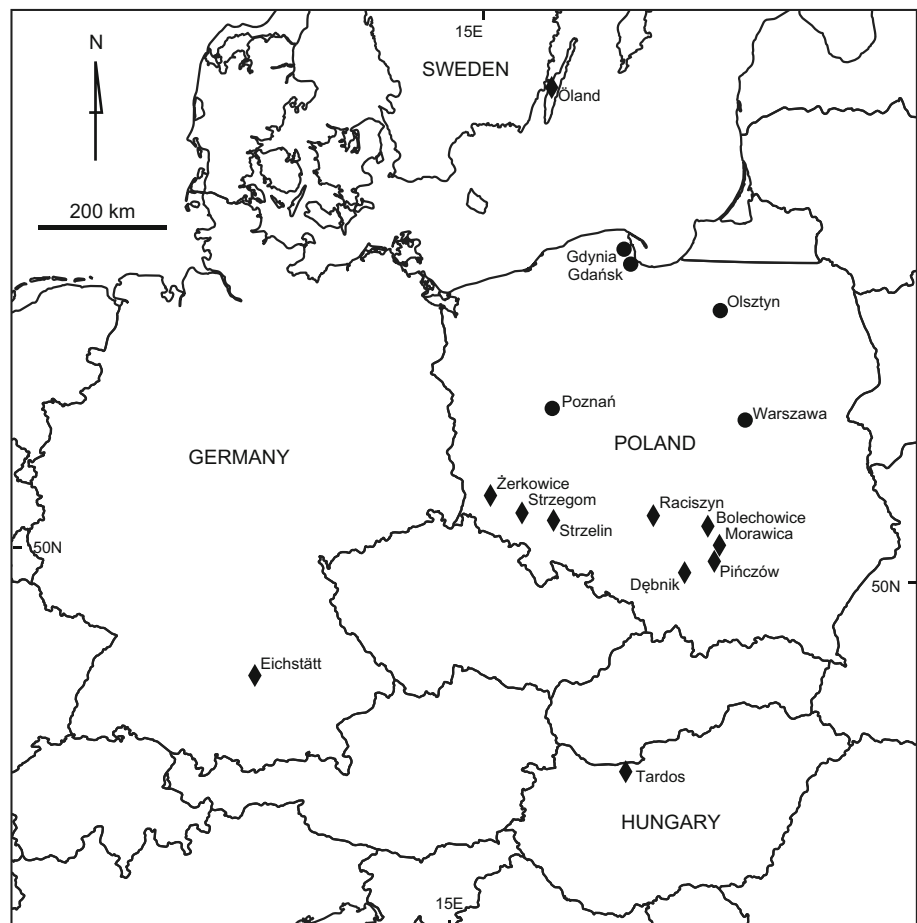 15E
N
SWEDEN
Öland
200 km
Gdynia
Gdańsk
Olsztyn
Poznań
Warszawa
GERMANY
POLAND
Żerkowice
Strzegom
Strzelin
Raciszyn
Bolechowice
Morawica
Pińczów
Dębnik
50N
50N
Eichstätt
Tardos
HUNGARY
15E